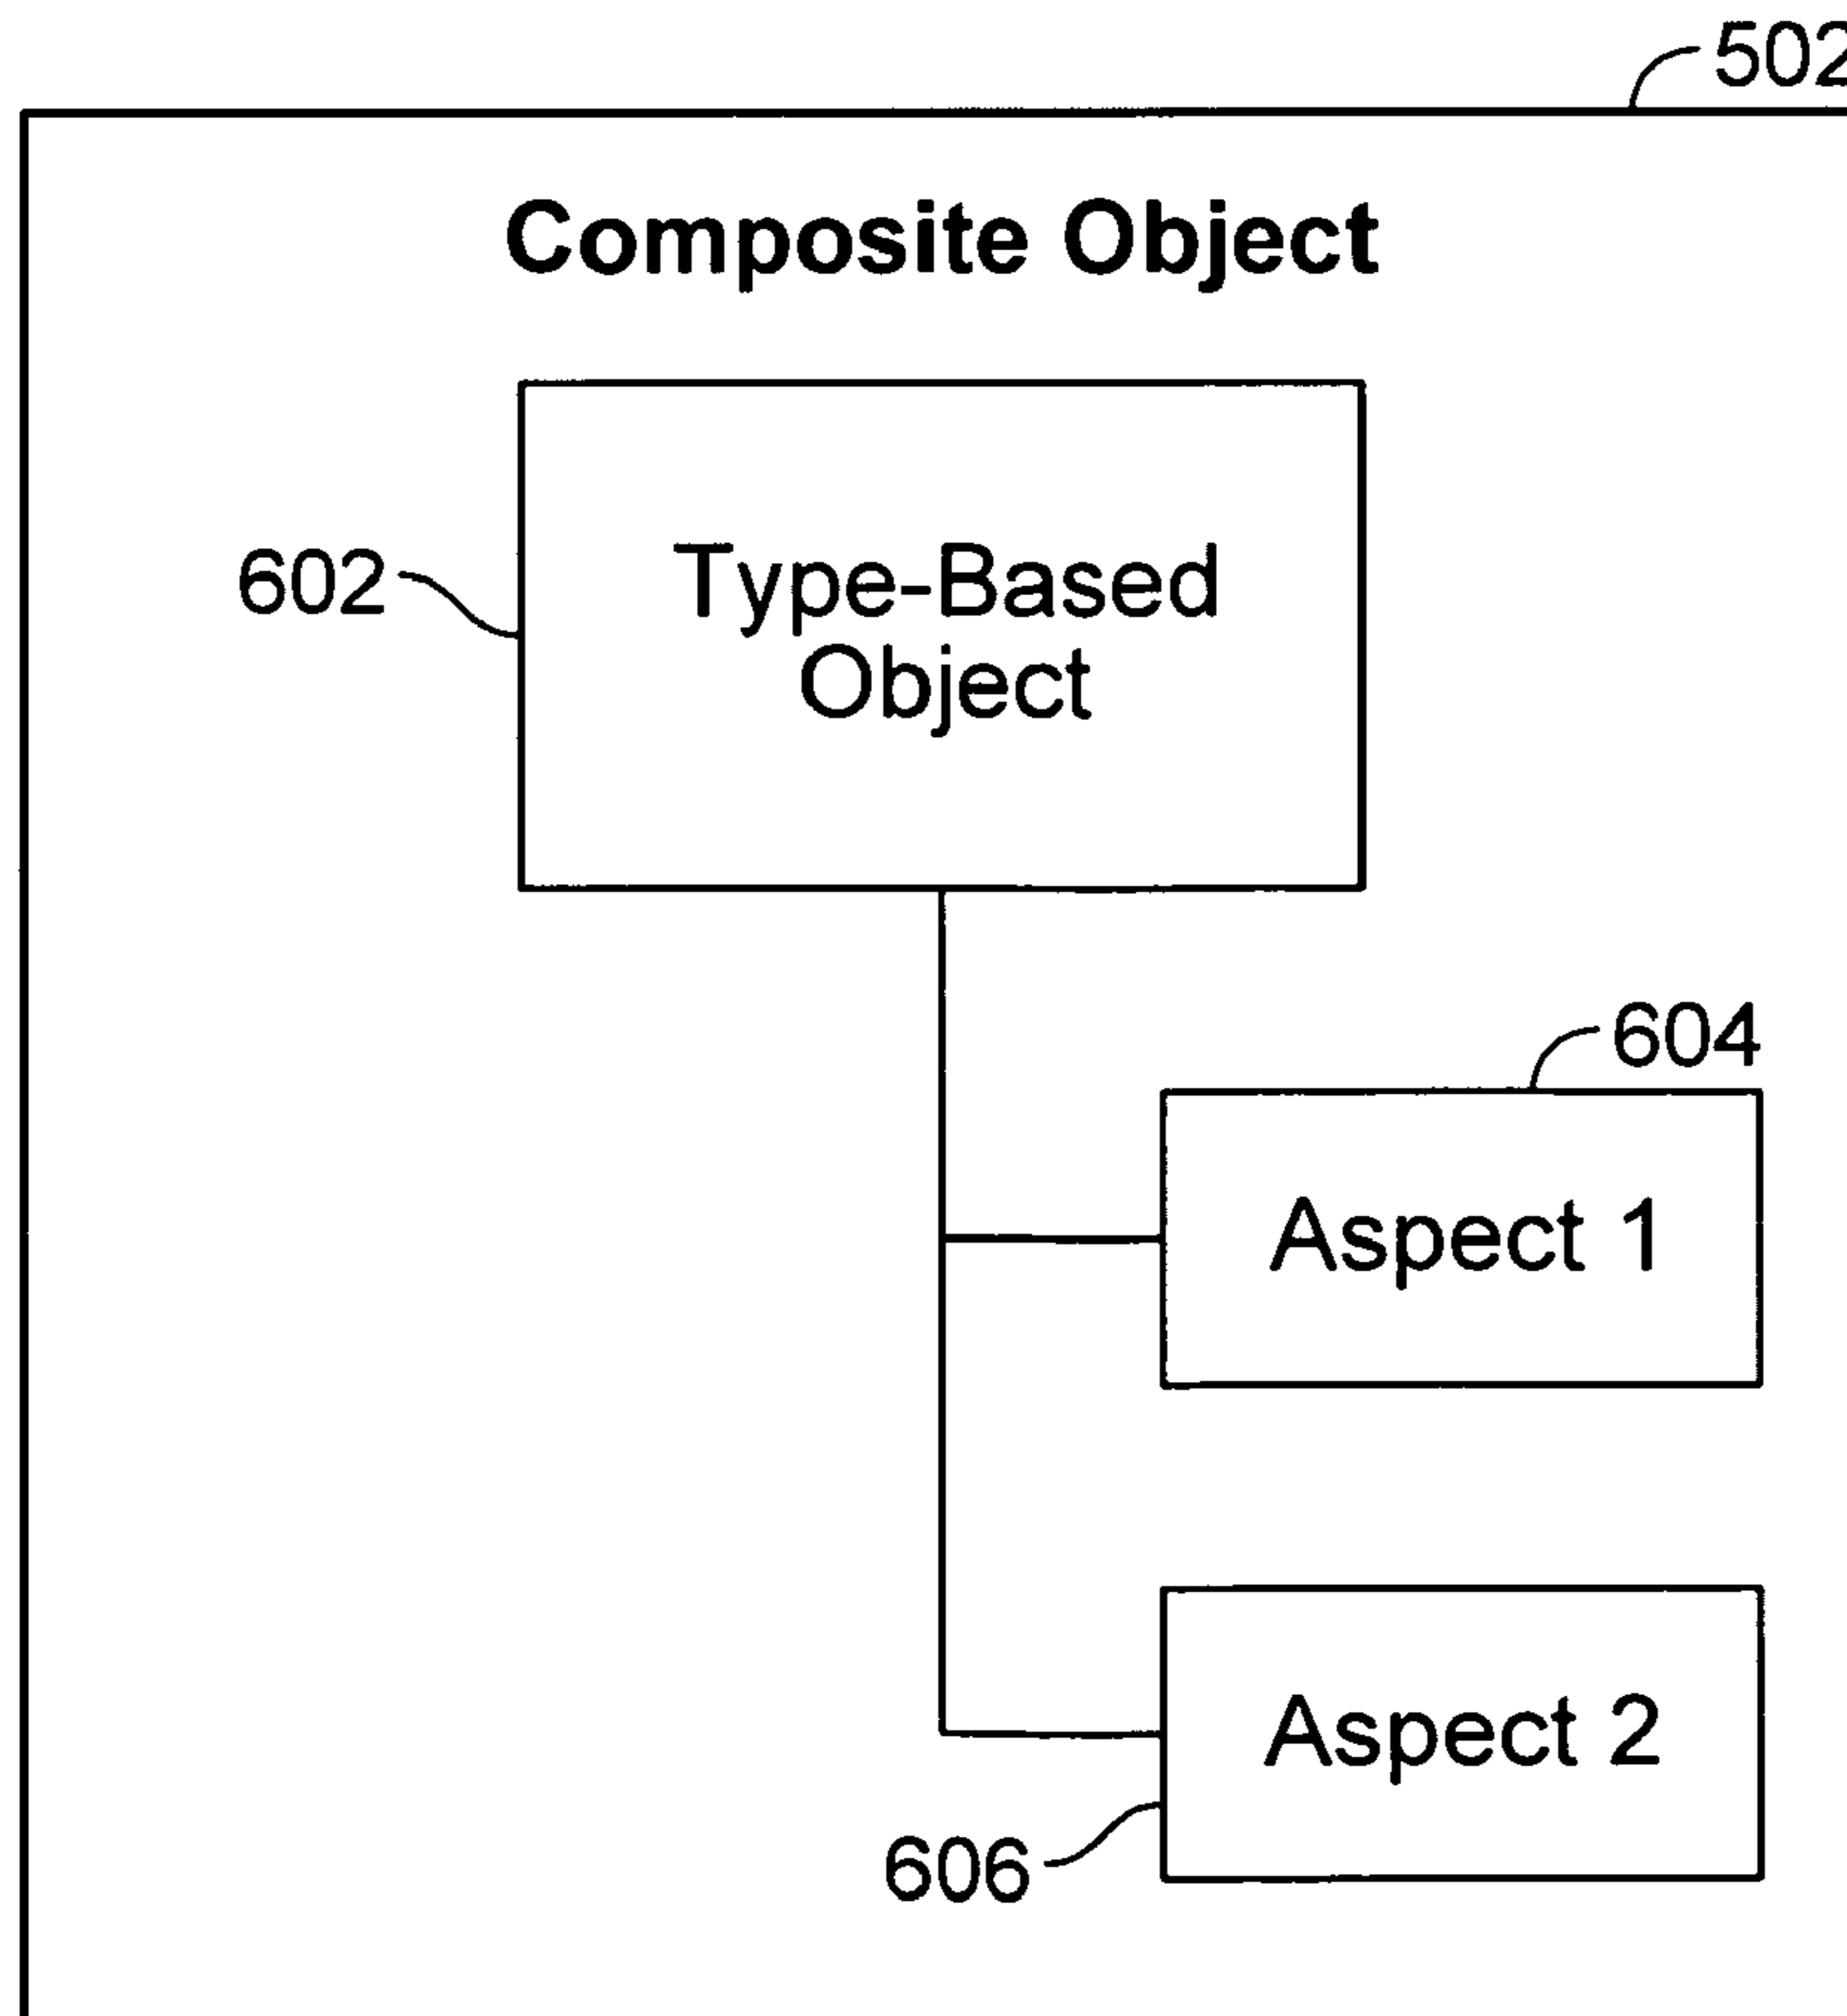 502
Composite Object
602
Type-Based
Object
604
Aspect 1
Aspect 2
606